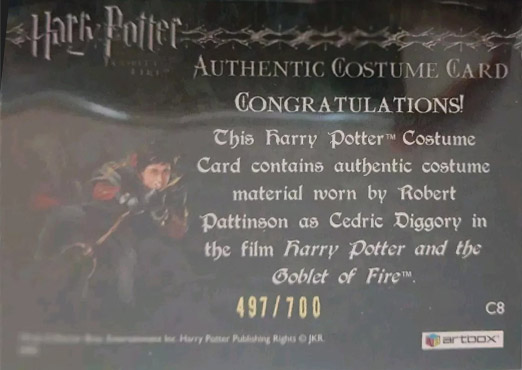 Harry Potter
AUTHENTIC COSTUME CARD
CONGRATULATIONS!
This Harry Potter™ Costume
Card contains authentic costume
material worn by Robert
Pattinson as Cedric Diggory in
the film Harry Potter and the
Goblet of Fire™.
497/700
C8
Entertainment Inc. Harry Potter Publishing Rights © JKR.
artbox